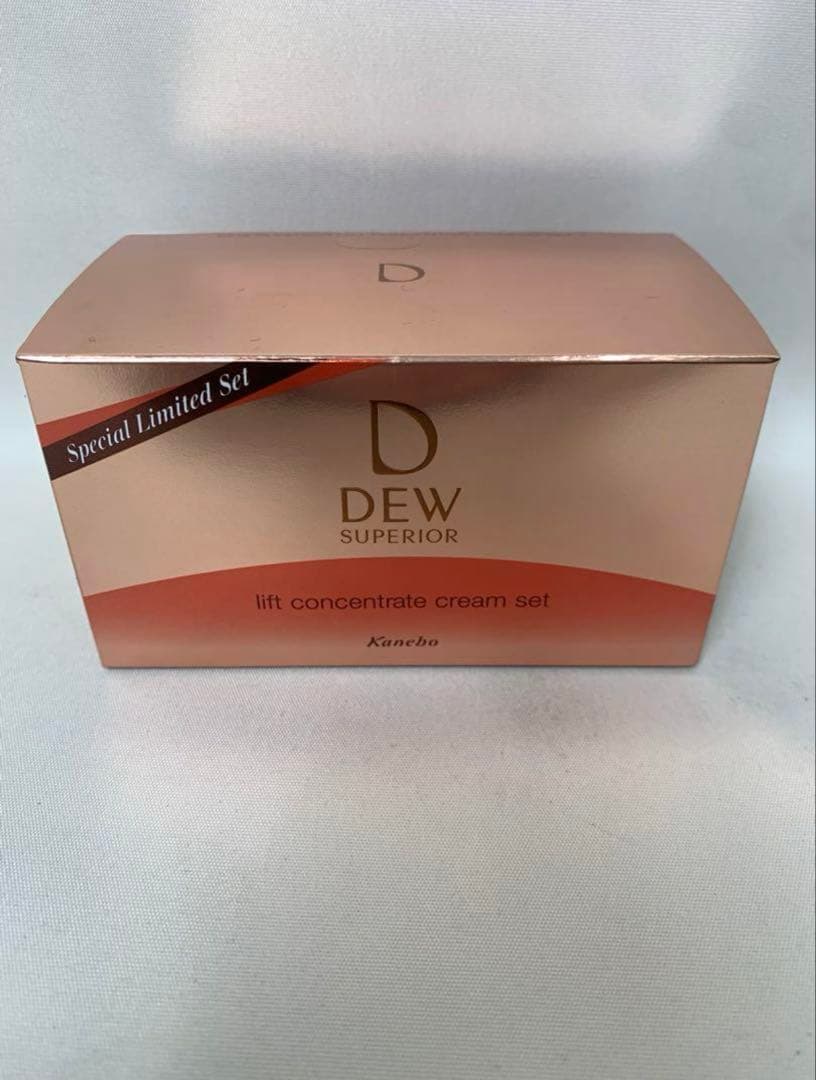 D
Special Limited Set
D
DEW
SUPERIOR
lift concentrate cream set
Kanebo